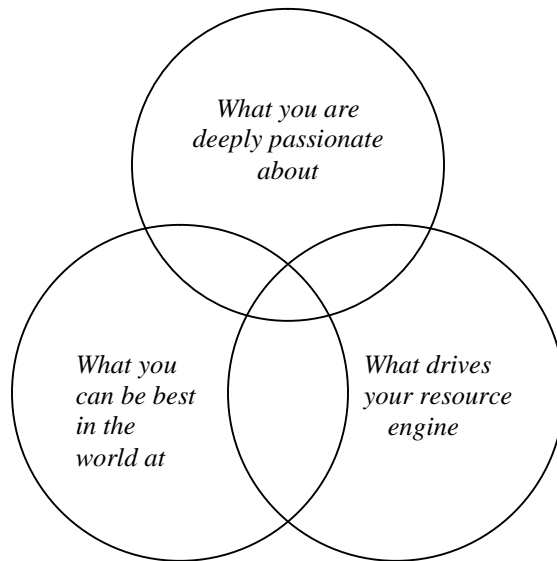 What you are
deeply passionate
about
What you
can be best
in the
world at
What drives
your resource
engine